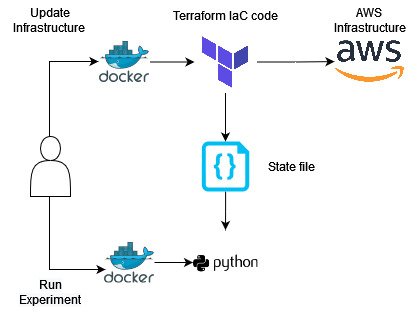 Update
Infrastructure
Terraform IaC code
AWS
Infrastructure
docker
aws
{ }
State file
docker
python
Run
Experiment